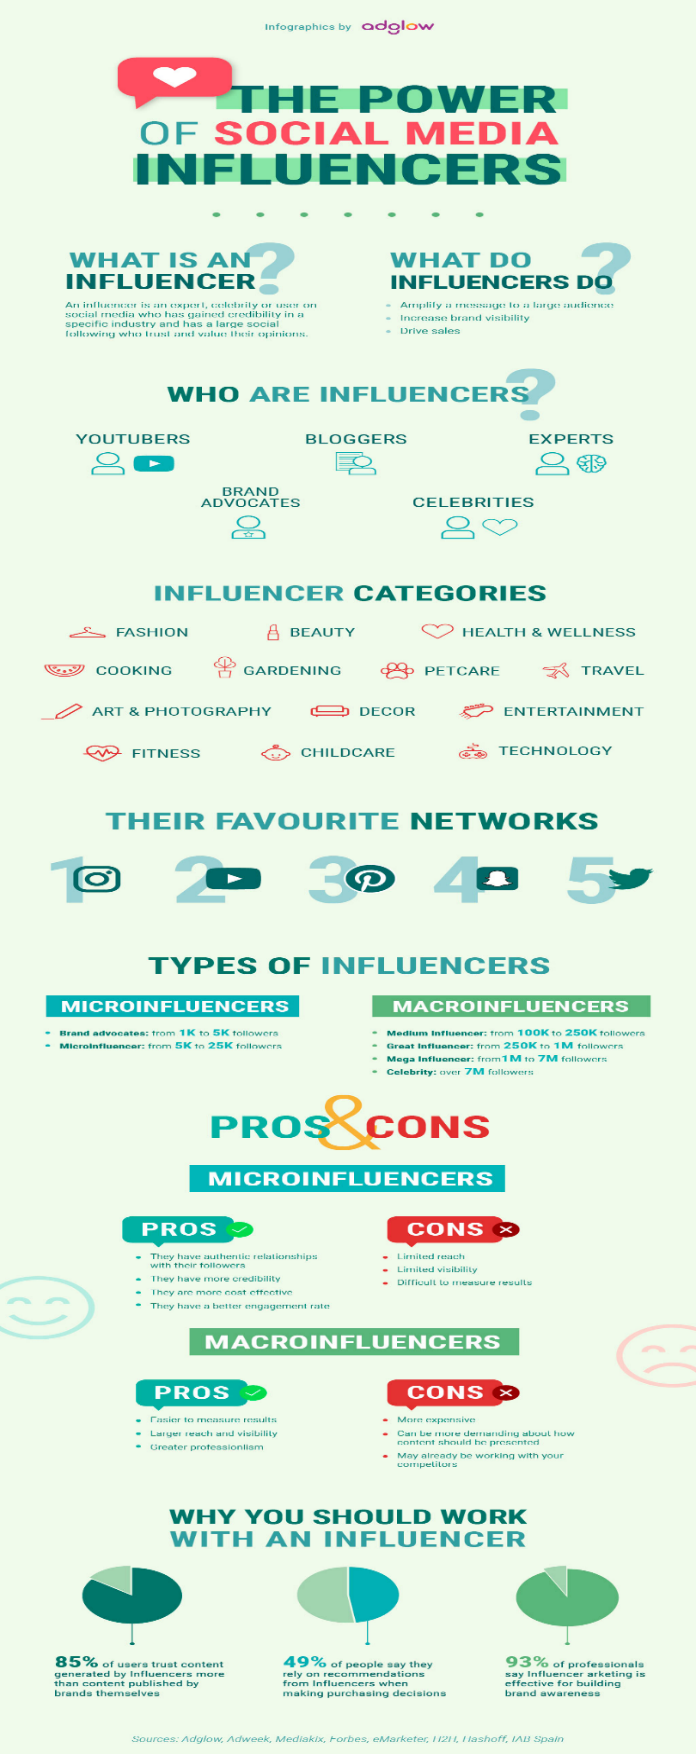 Infographics by adglow
THE POWER
OF SOCIAL MEDIA
INFLUENCERS
WHAT IS AN
INFLUENCER?
An influencer is an expert, celebrity or user on
social media who has gained credibility in a
specific industry and has a large social
following who trust and value their opinions.
WHAT DO
INFLUENCERS DO?
Amplify a message to a large audience
Increase brand visibility
Drive sales
WHO ARE INFLUENCERS?
YOUTUBERS
BLOGGERS
EXPERTS
BRAND
ADVOCATES
CELEBRITIES
INFLUENCER CATEGORIES
FASHION
BEAUTY
HEALTH & WELLNESS
COOKING
GARDENING
PETCARE
TRAVEL
ART & PHOTOGRAPHY
DECOR
ENTERTAINMENT
FITNESS
CHILDCARE
TECHNOLOGY
THEIR FAVOURITE NETWORKS
1
2
3
4
5
TYPES OF INFLUENCERS
MICROINFLUENCERS
Brand advocates: from 1K to 5K followers
Microinfluencer: from 5K to 25K followers
MACROINFLUENCERS
Medium Influencer: from 100K to 250K followers
Great Influencer: from 250K to 1M followers
Mega Influencer: from1M to 7M followers
Celebrity: over 7M followers
PROS & CONS
MICROINFLUENCERS
PROS
They have authentic relationships
with their followers
They have more credibility
They are more cost effective
They have a better engagement rate
CONS
Limited reach
Limited visibility
Difficult to measure results
MACROINFLUENCERS
PROS
Easier to measure results
Larger reach and visibility
Greater professionlism
CONS
More expensive
Can be more demanding about how
content should be presented
May already be working with your
competitors
WHY YOU SHOULD WORK
WITH AN INFLUENCER
85% of users trust content
generated by Influencers more
than content published by
brands themselves
49% of people say they
rely on recommendations
from Influencers when
making purchasing decisions
93% of professionals
say Influencer arketing is
effective for building
brand awareness
Sources: Adglow, Adweek, Mediakix, Forbes, eMarketer, H2H, Hashoff, IAB Spain